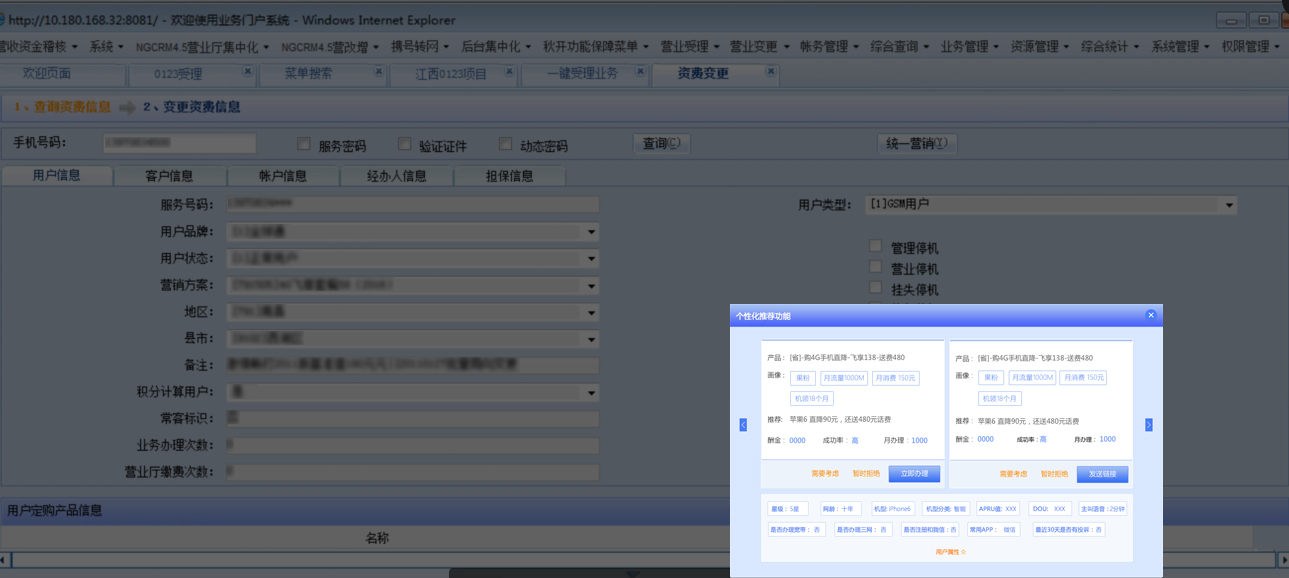 http://10.180.168.32:8081/ - 欢迎使用业务门户系统 - Windows Internet Explorer
营收资金稽核 系统 NGCRM4.5营业厅集中化 NGCRM4.5营改增 携号转网 后台集中化 秋开功能保障菜单 营业受理 营业变更 帐务管理 综合查询 业务管理 资源管理 综合统计 系统管理 权限管理
欢迎页面 0123受理 菜单搜索 江西0123项目 一键受理业务 资费变更
1、查询资费信息 2、变更资费信息
手机号码: 服务密码 验证证件 动态密码 查询(C) 统一营销(Y)
用户信息 客户信息 帐户信息 经办人信息 担保信息
服务号码: 用户类型: [1]GSM用户
用户品牌:
管理停机
用户状态:
营业停机
营销方案:
挂失停机
地区:
县市:
备注:
积分计算用户:
常客标识:
业务办理次数:
营业厅缴费次数:
用户定购产品信息
名称
个性化推荐功能
产品: [省]-购4G手机直降-飞享138-送费480
画像: 果粉 月流量1000M 月消费 150元
机领18个月
推荐: 苹果6 直降90元，还送480元话费
酬金: 0000 成功率: 高 月办理: 1000
需要考虑 暂时拒绝 立即办理
产品: [省]-购4G手机直降-飞享138-送费480
画像: 果粉 月流量1000M 月消费 150元
机领18个月
推荐: 苹果6 直降90元，还送480元话费
酬金: 0000 成功率: 高 月办理: 1000
需要考虑 暂时拒绝 发送链接
星级: 5星 网龄: 十年 机型: iPhone6 机型分类: 智能 APRU值: XXX DOU: XXX 主叫语音:2分钟
是否办理宽带: 否 是否办理三网: 否 是否注册和微信: 否 常用APP: 微信 最近30天是否有投诉: 否
用户属性